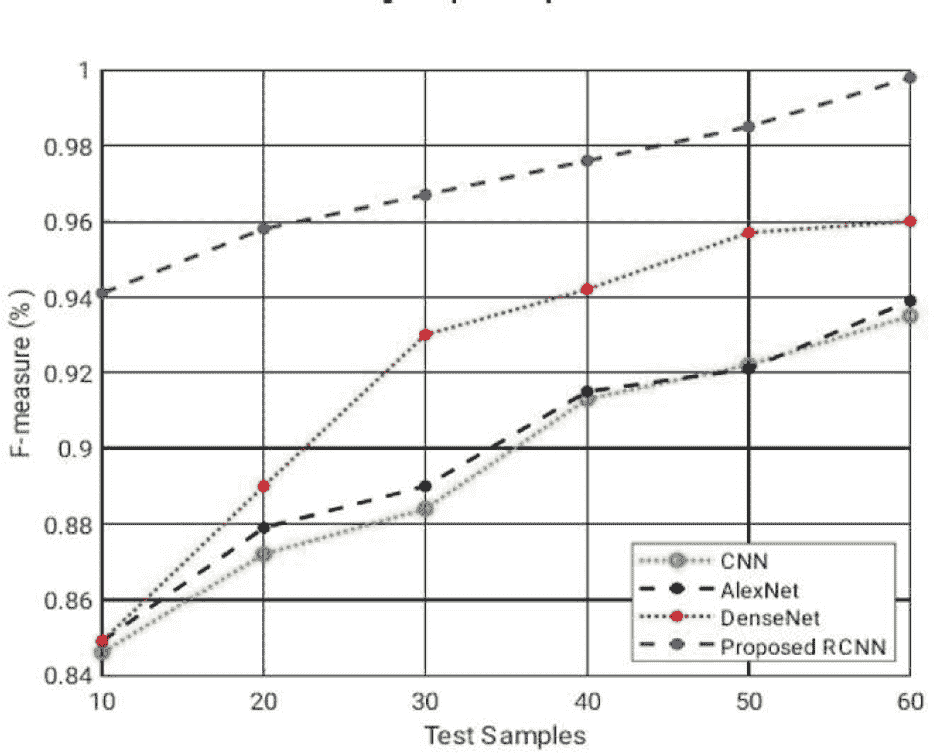 1
0.98
0.96
0.94
0.92
0.9
0.88
0.86
0.84
F-measure (%)
10 20 30 40 50 60
Test Samples
CNN
AlexNet
DenseNet
Proposed RCNN